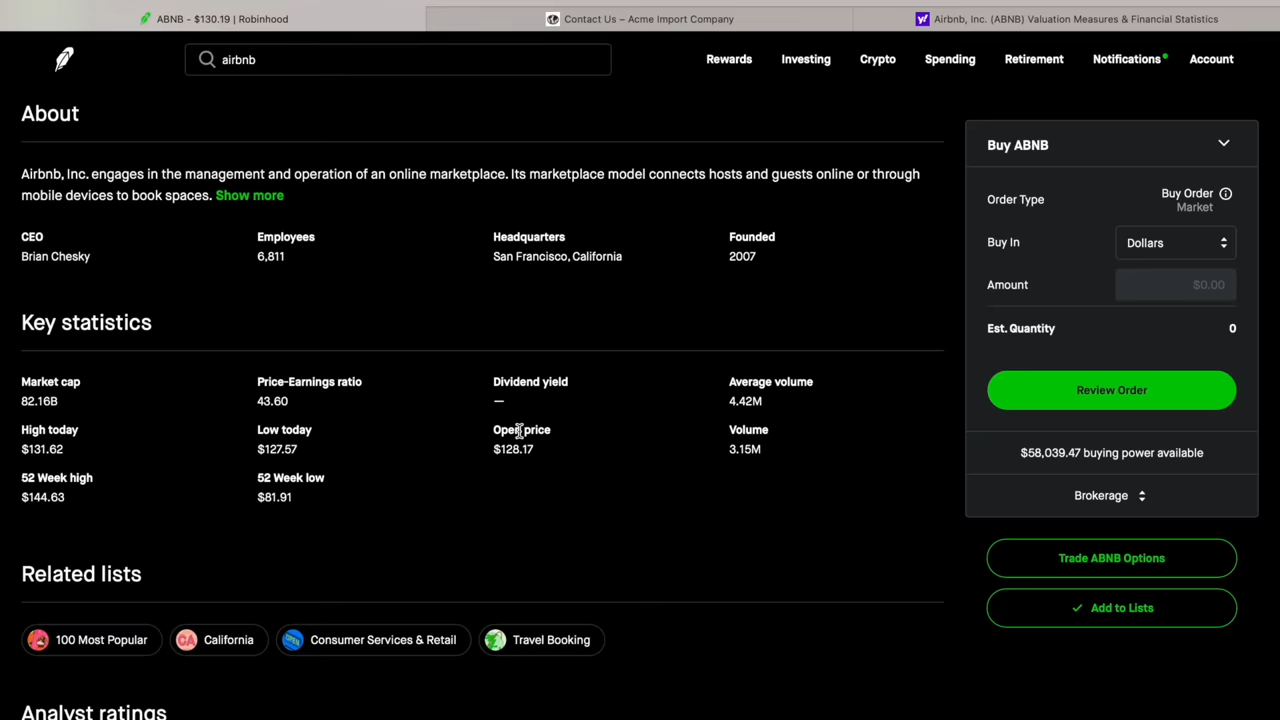 ABNB - $130.19 | Robinhood
Contact Us – Acme Import Company
y!
Airbnb, Inc. (ABNB) Valuation Measures & Financial Statistics
airbnb
Rewards
Investing
Crypto
Spending
Retirement
Notifications
Account
About
Airbnb, Inc. engages in the management and operation of an online marketplace. Its marketplace model connects hosts and guests online or through
mobile devices to book spaces. Show more
CEO
Brian Chesky
Employees
6,811
Headquarters
San Francisco, California
Founded
2007
Key statistics
Market cap
82.16B
Price-Earnings ratio
43.60
Dividend yield
—
Average volume
4.42M
High today
$131.62
Low today
$127.57
Open price
$128.17
Volume
3.15M
52 Week high
$144.63
52 Week low
$81.91
Related lists
100 Most Popular
CA
California
OPEN
Consumer Services & Retail
Travel Booking
Analyst ratings
Buy ABNB
Order Type
Buy Order
Market
Buy In
Dollars
Amount
$0.00
Est. Quantity
0
Review Order
$58,039.47 buying power available
Brokerage
Trade ABNB Options
Add to Lists